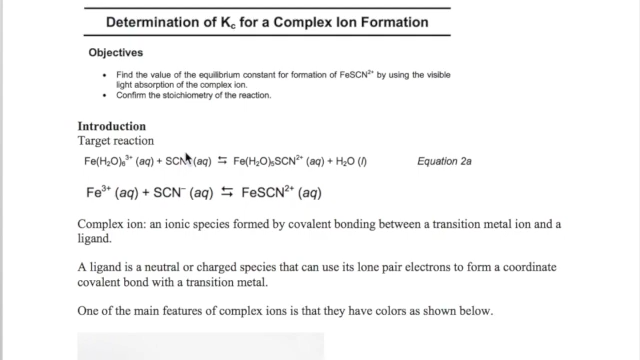 Determination of K꜀ for a Complex Ion Formation
Objectives
• Find the value of the equilibrium constant for formation of FeSCN²⁺ by using the visible
light absorption of the complex ion.
• Confirm the stoichiometry of the reaction.
Introduction
Target reaction
Fe(H₂O)₆³⁺ (aq) + SCN⁻ (aq) ⇆ Fe(H₂O)₅SCN²⁺ (aq) + H₂O (l) Equation 2a
Fe³⁺ (aq) + SCN⁻ (aq) ⇆ FeSCN²⁺ (aq)
Complex ion: an ionic species formed by covalent bonding between a transition metal ion and a
ligand.
A ligand is a neutral or charged species that can use its lone pair electrons to form a coordinate
covalent bond with a transition metal.
One of the main features of complex ions is that they have colors as shown below.